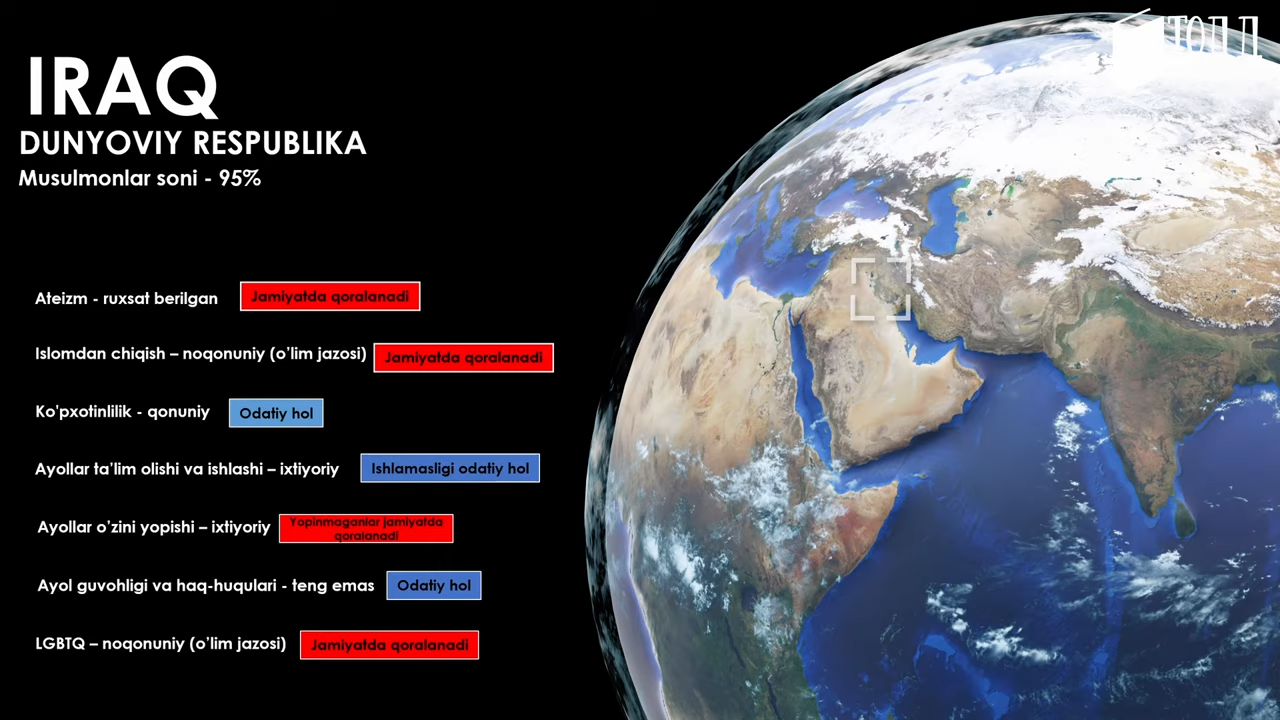 IRAQ
DUNYOVIY RESPUBLIKA
Musulmonlar soni - 95%
Ateizm - ruxsat berilgan Jamiyatda qoralanadi
Islomdan chiqish – noqonuniy (o'lim jazosi) Jamiyatda qoralanadi
Ko'pxotinlilik - qonuniy Odatiy hol
Ayollar ta'lim olishi va ishlashi – ixtiyoriy Ishlamasligi odatiy hol
Ayollar o'zini yopishi – ixtiyoriy Yopinmaganlar jamiyatda
qoralanadi
Ayol guvohligi va haq-huqulari - teng emas Odatiy hol
LGBTQ – noqonuniy (o'lim jazosi) Jamiyatda qoralanadi